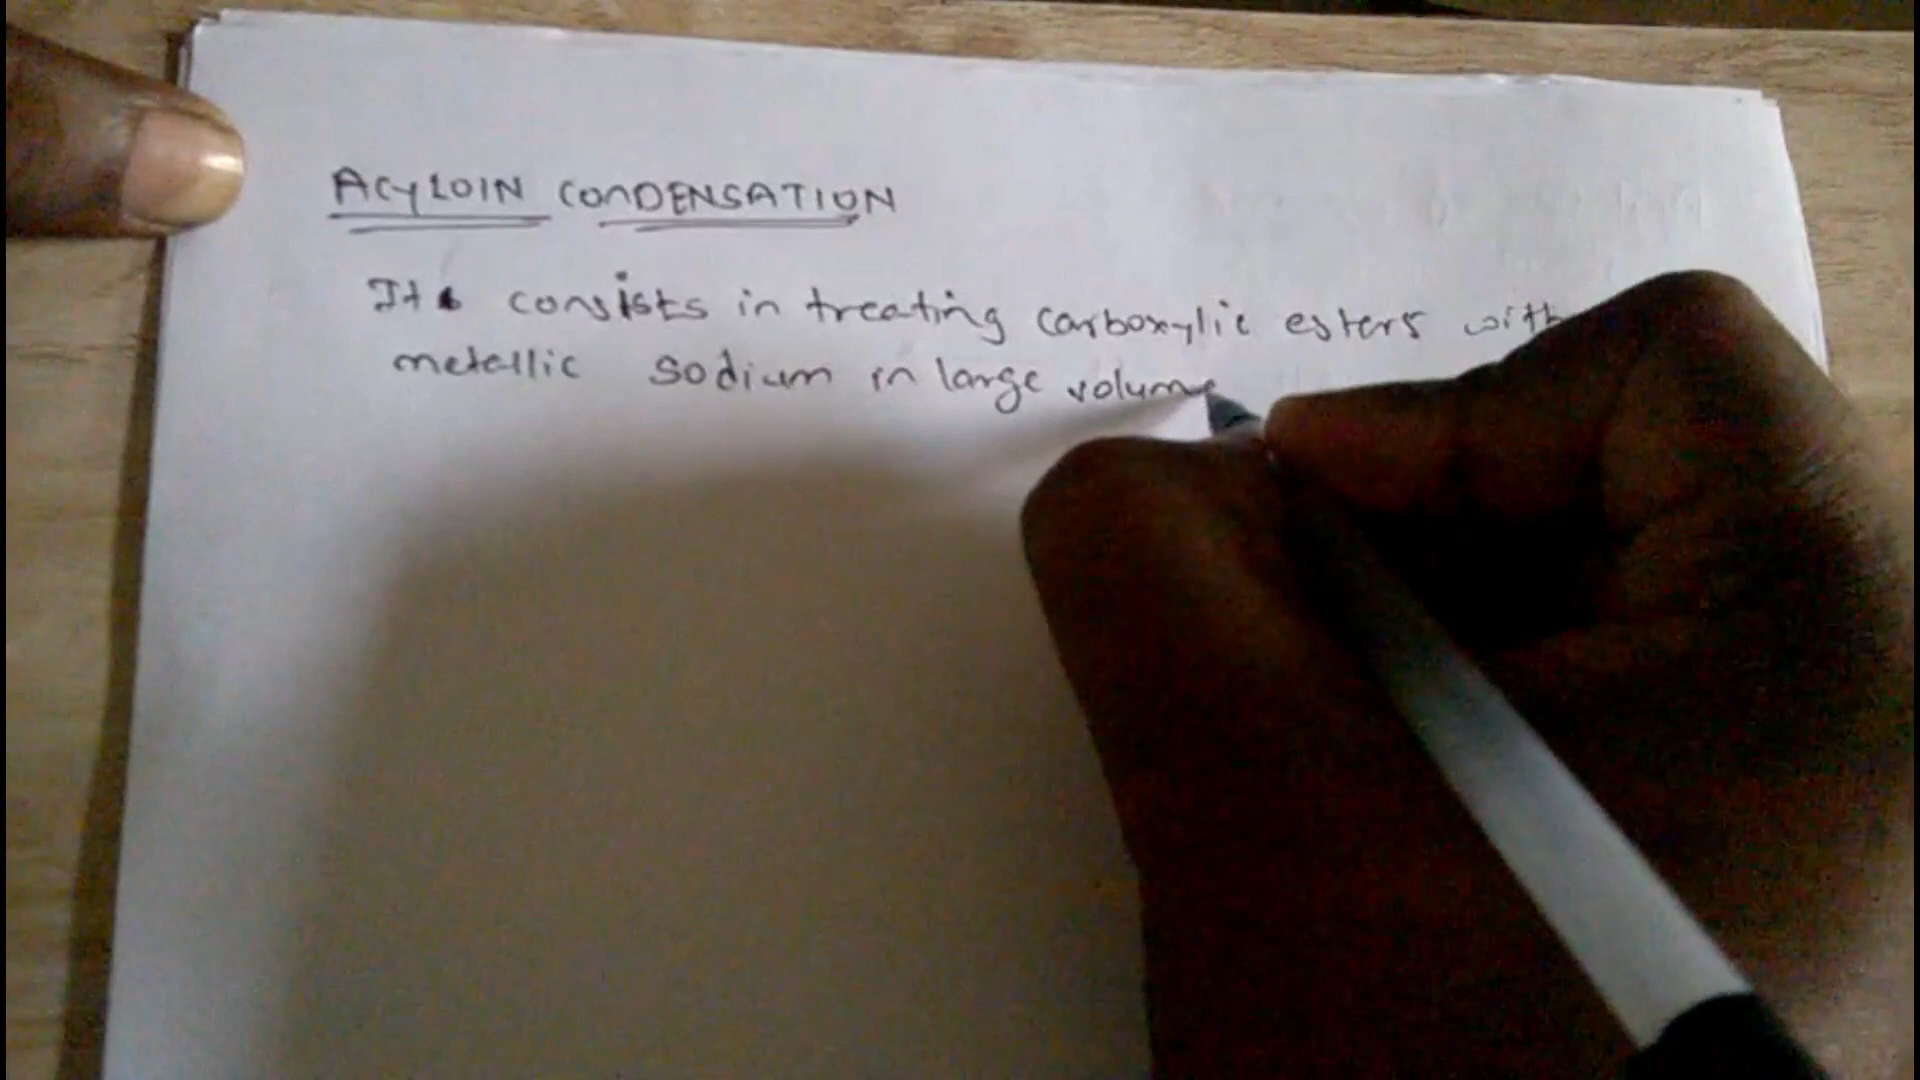 ACYLOIN CONDENSATION
It consists in treating carboxylic esters with
metallic sodium in large volume